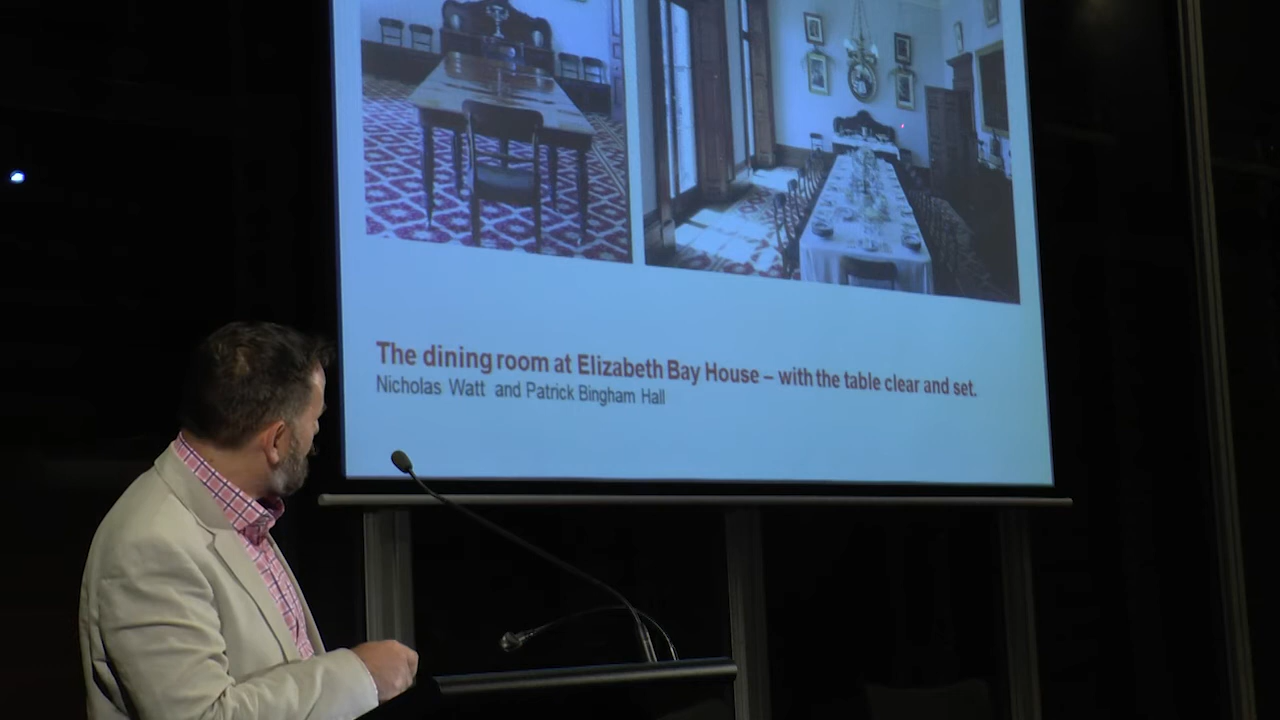 The dining room at Elizabeth Bay House – with the table clear and set.
Nicholas Watt and Patrick Bingham Hall